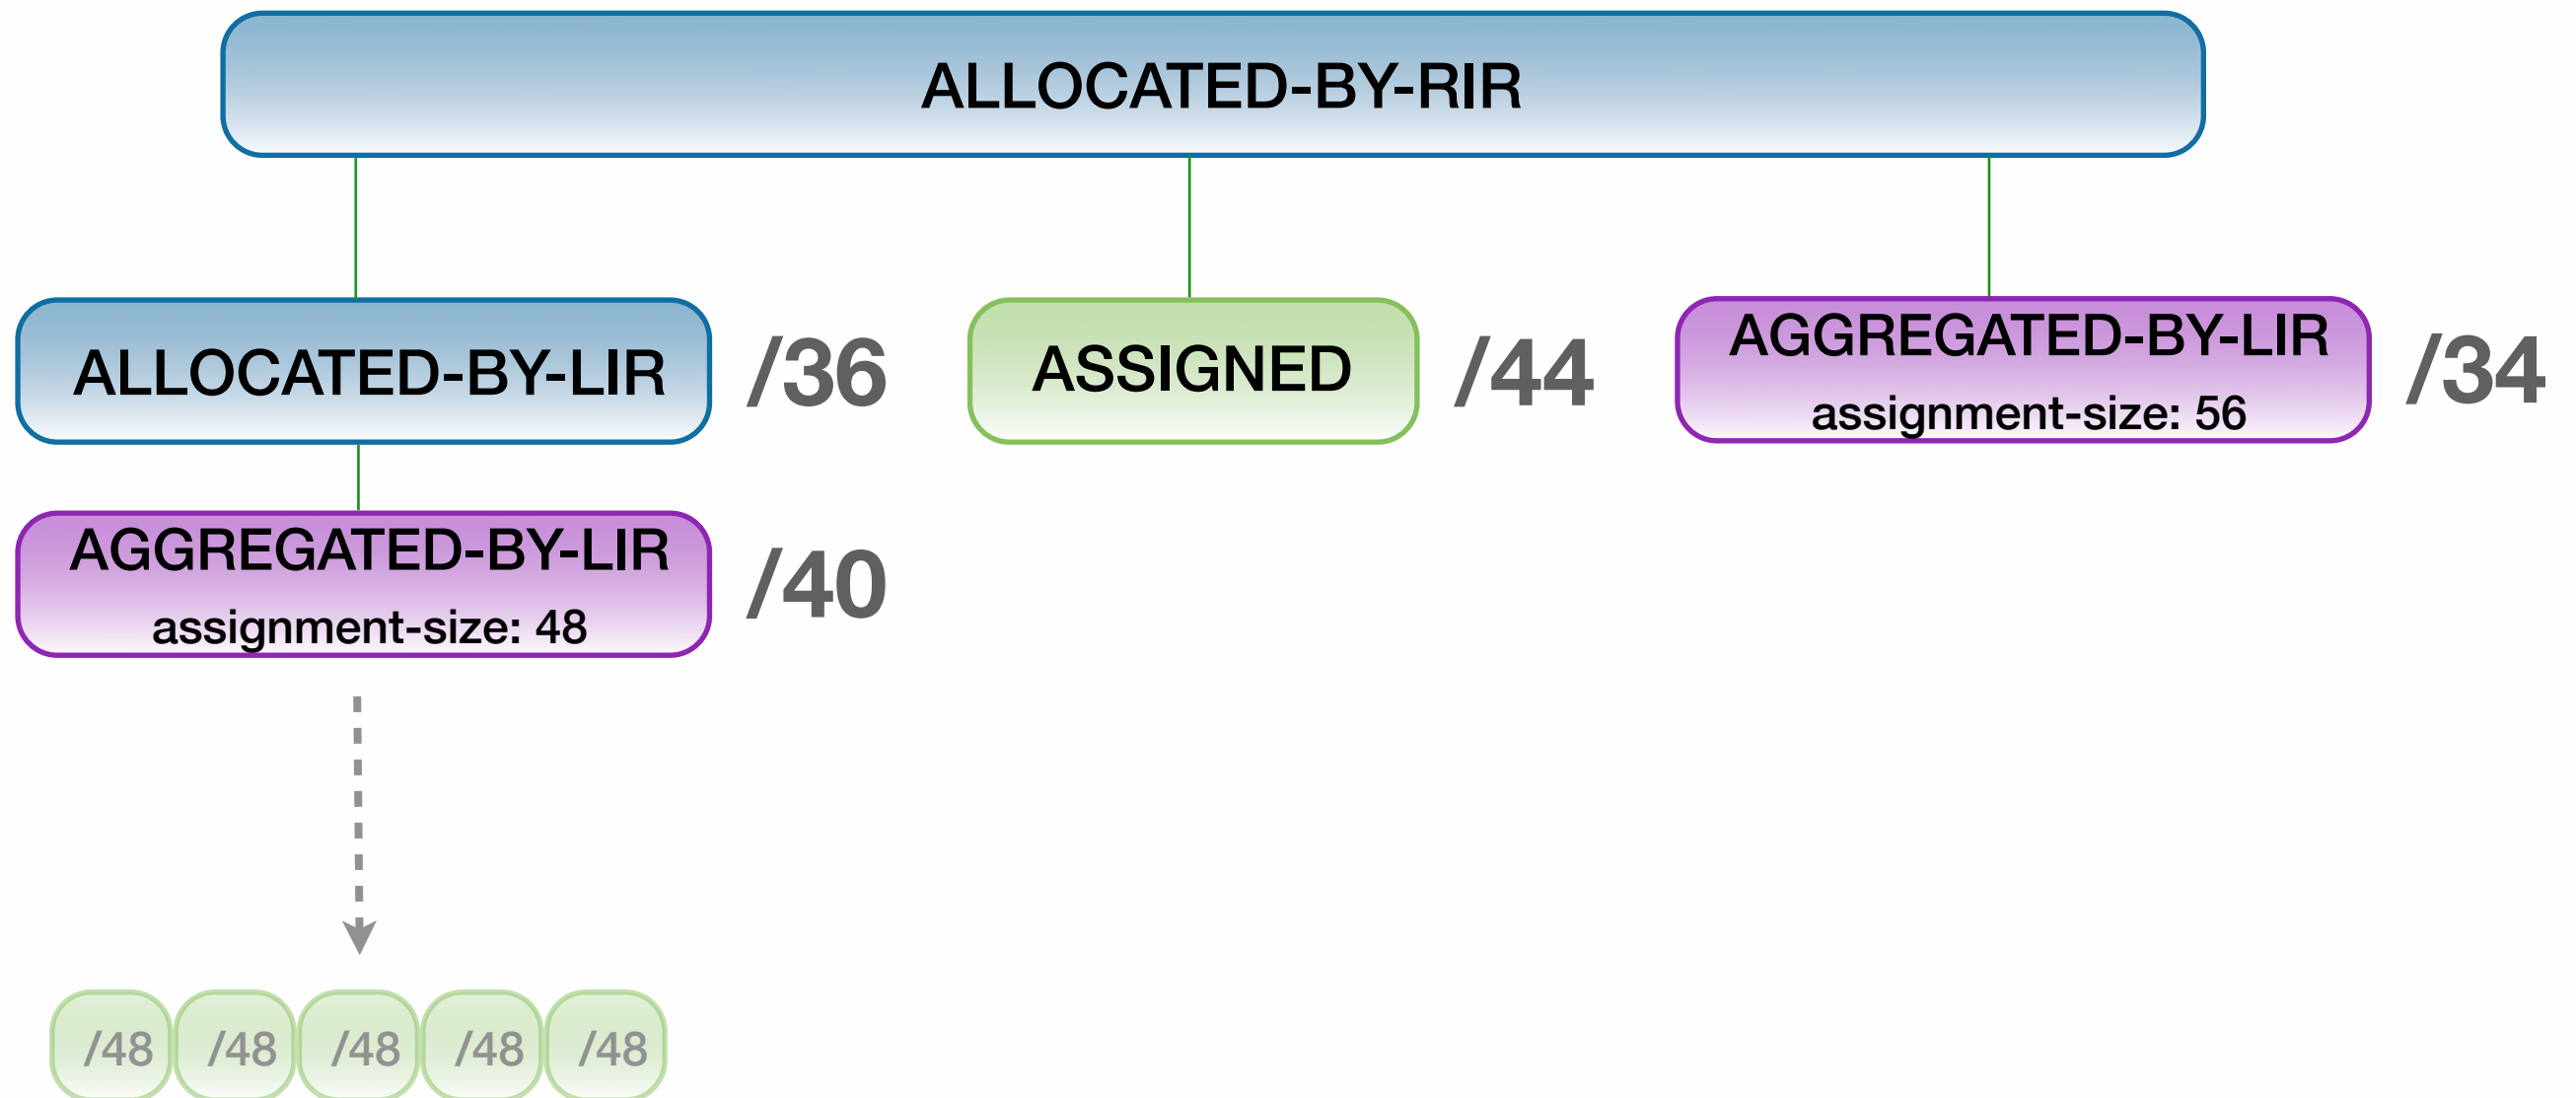 ALLOCATED-BY-RIR
ALLOCATED-BY-LIR
/36
ASSIGNED
/44
AGGREGATED-BY-LIR
assignment-size: 56
/34
AGGREGATED-BY-LIR
assignment-size: 48
/40
/48
/48
/48
/48
/48